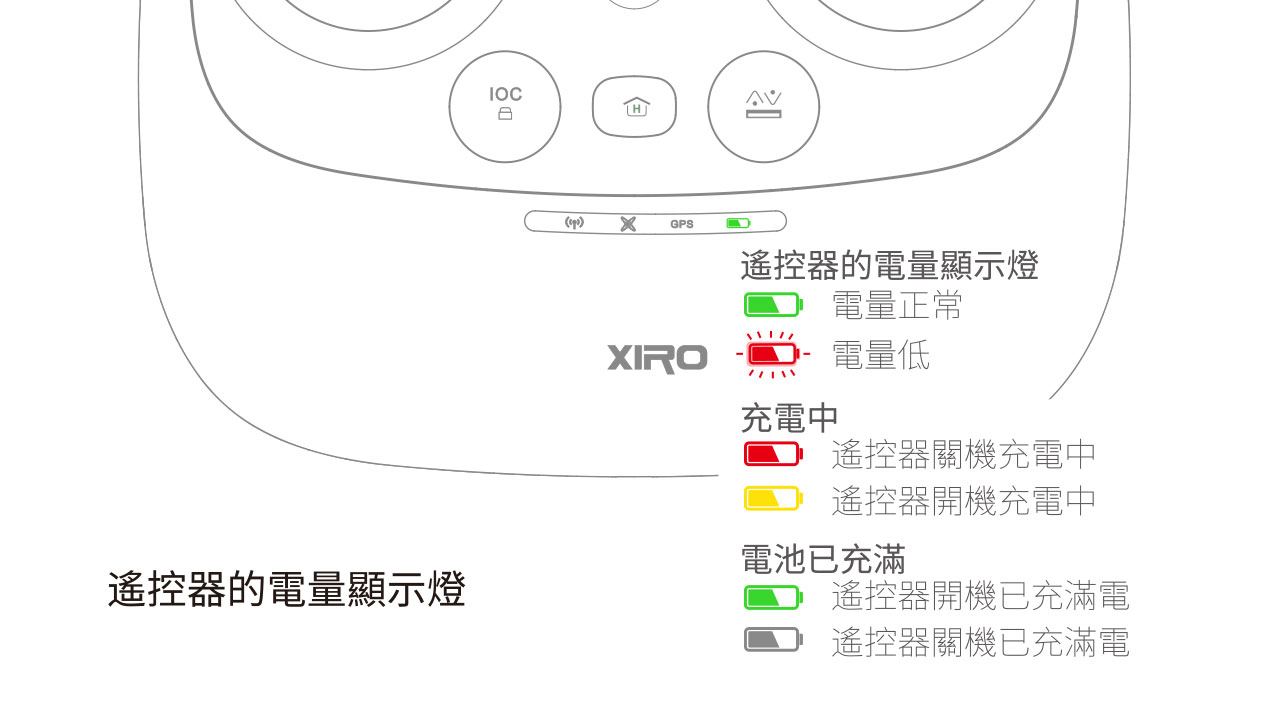 IOC
H
GPS
遙控器的電量顯示燈
電量正常
XIRO
電量低
充電中
遙控器關機充電中
遙控器開機充電中
電池已充滿
遙控器的電量顯示燈
遙控器開機已充滿電
遙控器關機已充滿電